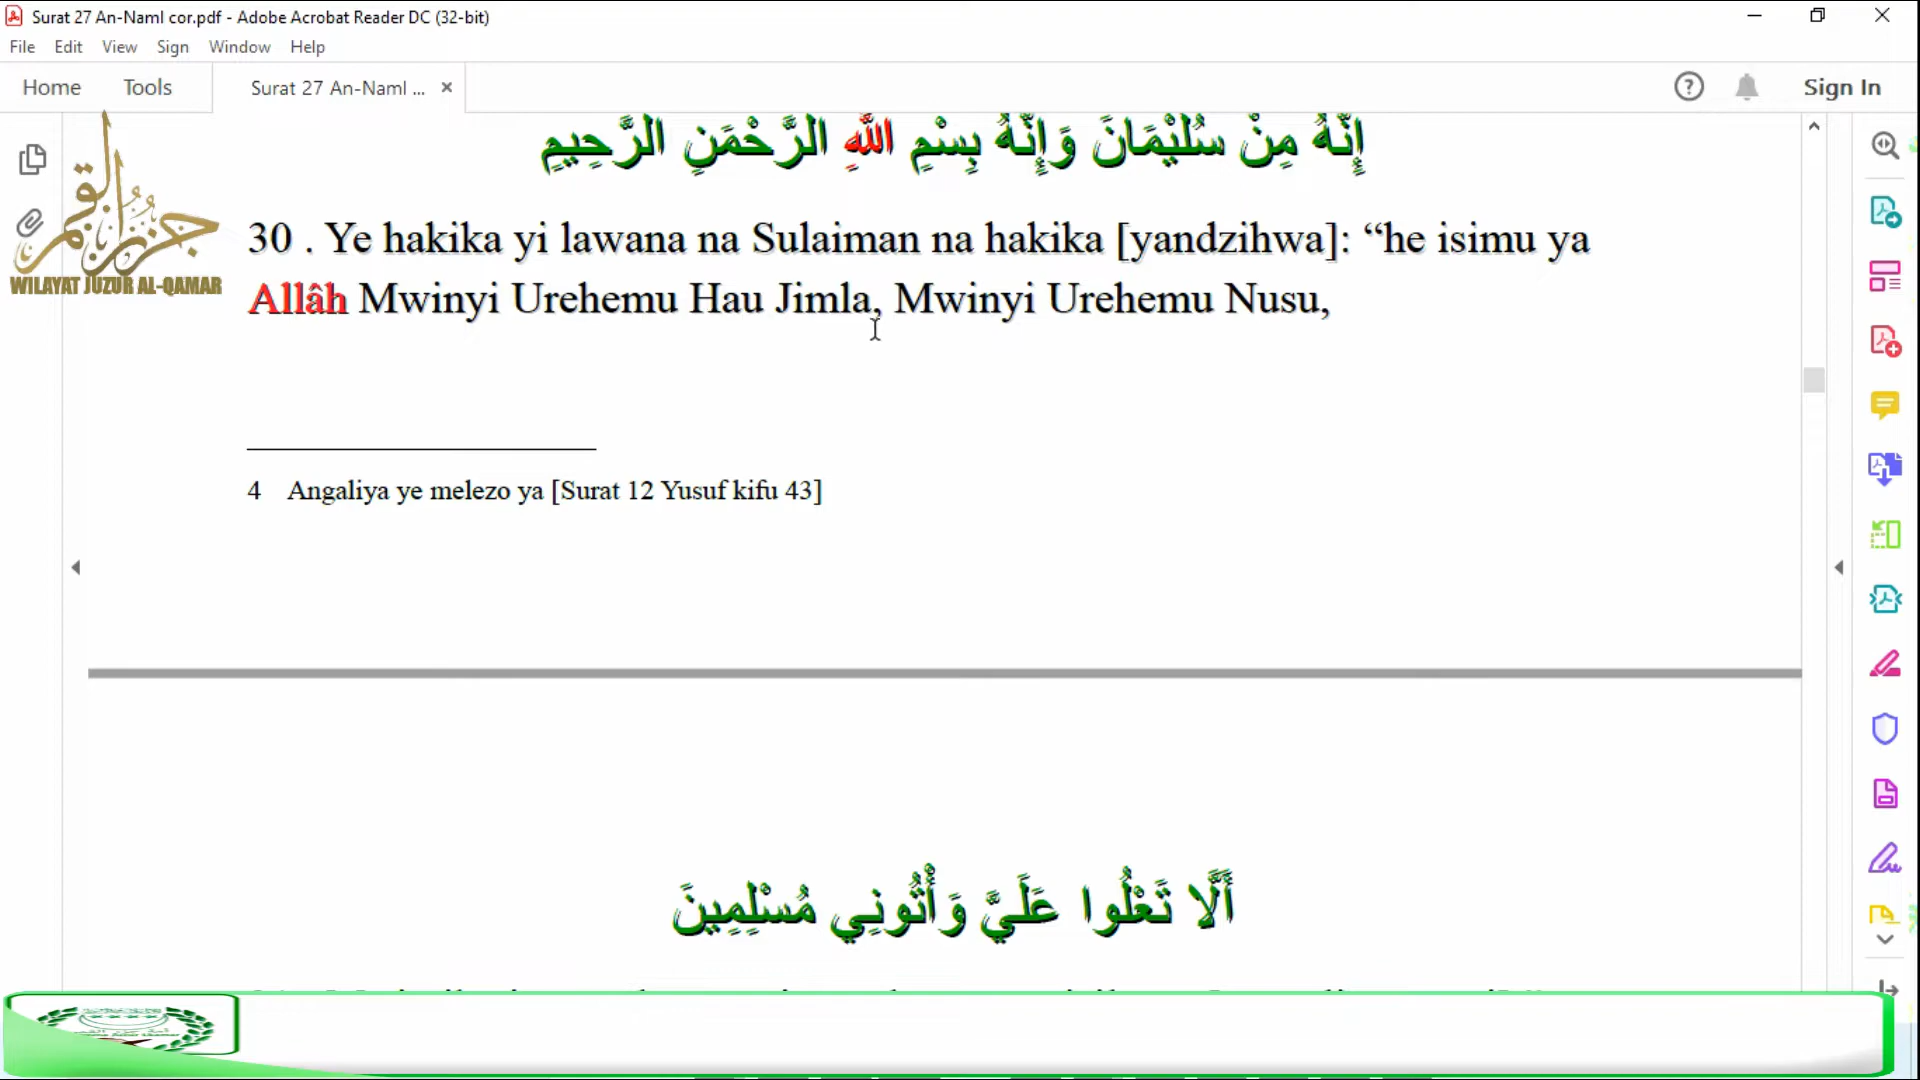 Surat 27 An-Naml cor.pdf - Adobe Acrobat Reader DC (32-bit)
File Edit View Sign Window Help
Home Tools Surat 27 An-Naml ... × Sign In
إِنَّهُ مِنْ سُلَيْمَانَ وَإِنَّهُ بِسْمِ اللَّهِ الرَّحْمَنِ الرَّحِيمِ
جزر القمر
WILAYAT JUZUR AL-QAMAR
30 . Ye hakika yi lawana na Sulaiman na hakika [yandzihwa]: “he isimu ya
Allâh Mwinyi Urehemu Hau Jimla, Mwinyi Urehemu Nusu,
4 Angaliya ye melezo ya [Surat 12 Yusuf kifu 43]
أَلَّا تَعْلُوا عَلَيَّ وَأْتُونِي مُسْلِمِينَ